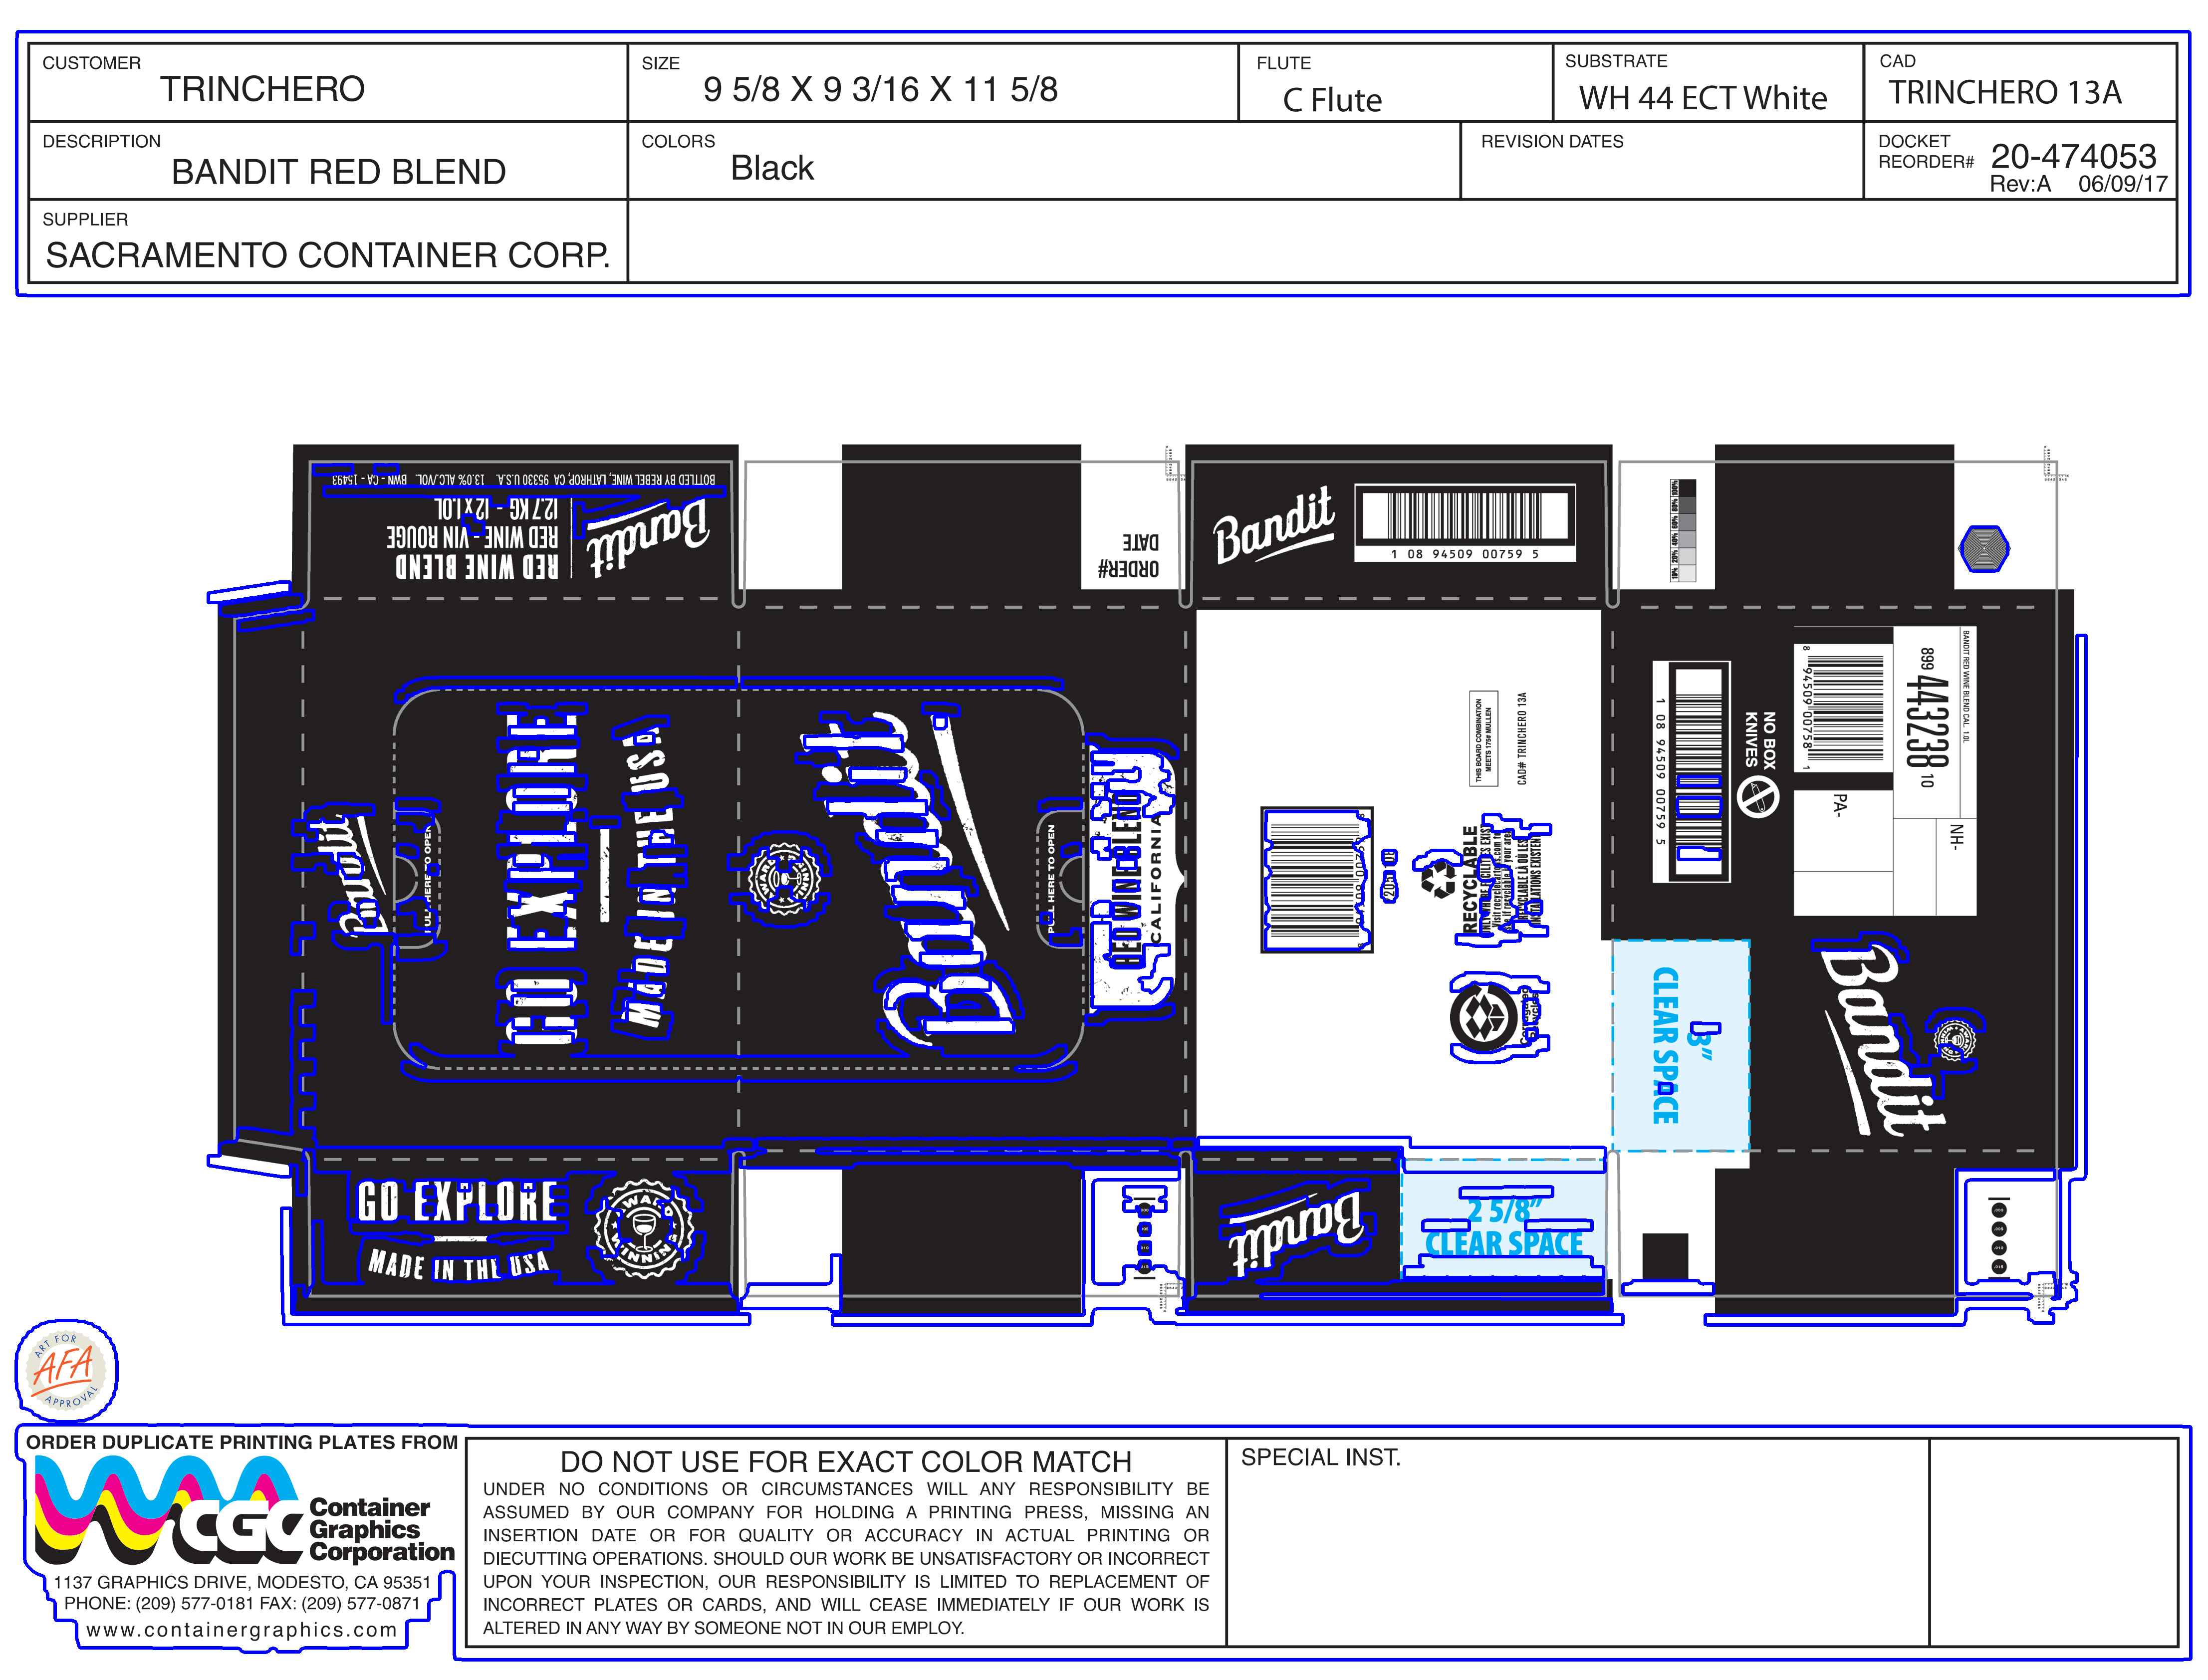 CUSTOMER
TRINCHERO
SIZE
9 5/8 X 9 3/16 X 11 5/8
FLUTE
C Flute
SUBSTRATE
WH 44 ECT White
CAD
TRINCHERO 13A
DESCRIPTION
BANDIT RED BLEND
COLORS
Black
REVISION DATES
DOCKET
REORDER#
20-474053
Rev:A 06/09/17
SUPPLIER
SACRAMENTO CONTAINER CORP.
BOTTLED BY REBEL WINE, LATHROP, CA 95330 U.S.A. 13.0% ALC./VOL. BWN - CA - 15493
Bandit
RED WINE BLEND
RED WINE - VIN ROUGE
12.7 KG - 12 x 1.0L
ORDER#
DATE
Bandit
1 08 94509 00759 5
100% 80% 60% 40% 20% 10%
Bandit
PULL HERE TO OPEN
GO EXPLORE
MADE IN THE USA
Bandit
PULL HERE TO OPEN
RED WINE BLEND
CALIFORNIA
THIS BOARD COMBINATION
MEETS 175# MULLEN
CAD# TRINCHERO 13A
RECYCLABLE
Corrugated
Recycles
1 08 94509 00759 5
NO BOX
KNIVES
8 94509 00758 1
899 443238 10
BANDIT RED WINE BLEND CAL. 1.0L
PA-
NH-
3"
CLEAR SPACE
Bandit
GO EXPLORE
MADE IN THE USA
AWARD
WINNING
Bandit
2 5/8"
CLEAR SPACE
ART FOR
AFA
APPROVAL
ORDER DUPLICATE PRINTING PLATES FROM
CGC
Container
Graphics
Corporation
1137 GRAPHICS DRIVE, MODESTO, CA 95351
PHONE: (209) 577-0181 FAX: (209) 577-0871
www.containergraphics.com
DO NOT USE FOR EXACT COLOR MATCH
UNDER NO CONDITIONS OR CIRCUMSTANCES WILL ANY RESPONSIBILITY BE
ASSUMED BY OUR COMPANY FOR HOLDING A PRINTING PRESS, MISSING AN
INSERTION DATE OR FOR QUALITY OR ACCURACY IN ACTUAL PRINTING OR
DIECUTTING OPERATIONS. SHOULD OUR WORK BE UNSATISFACTORY OR INCORRECT
UPON YOUR INSPECTION, OUR RESPONSIBILITY IS LIMITED TO REPLACEMENT OF
INCORRECT PLATES OR CARDS, AND WILL CEASE IMMEDIATELY IF OUR WORK IS
ALTERED IN ANY WAY BY SOMEONE NOT IN OUR EMPLOY.
SPECIAL INST.